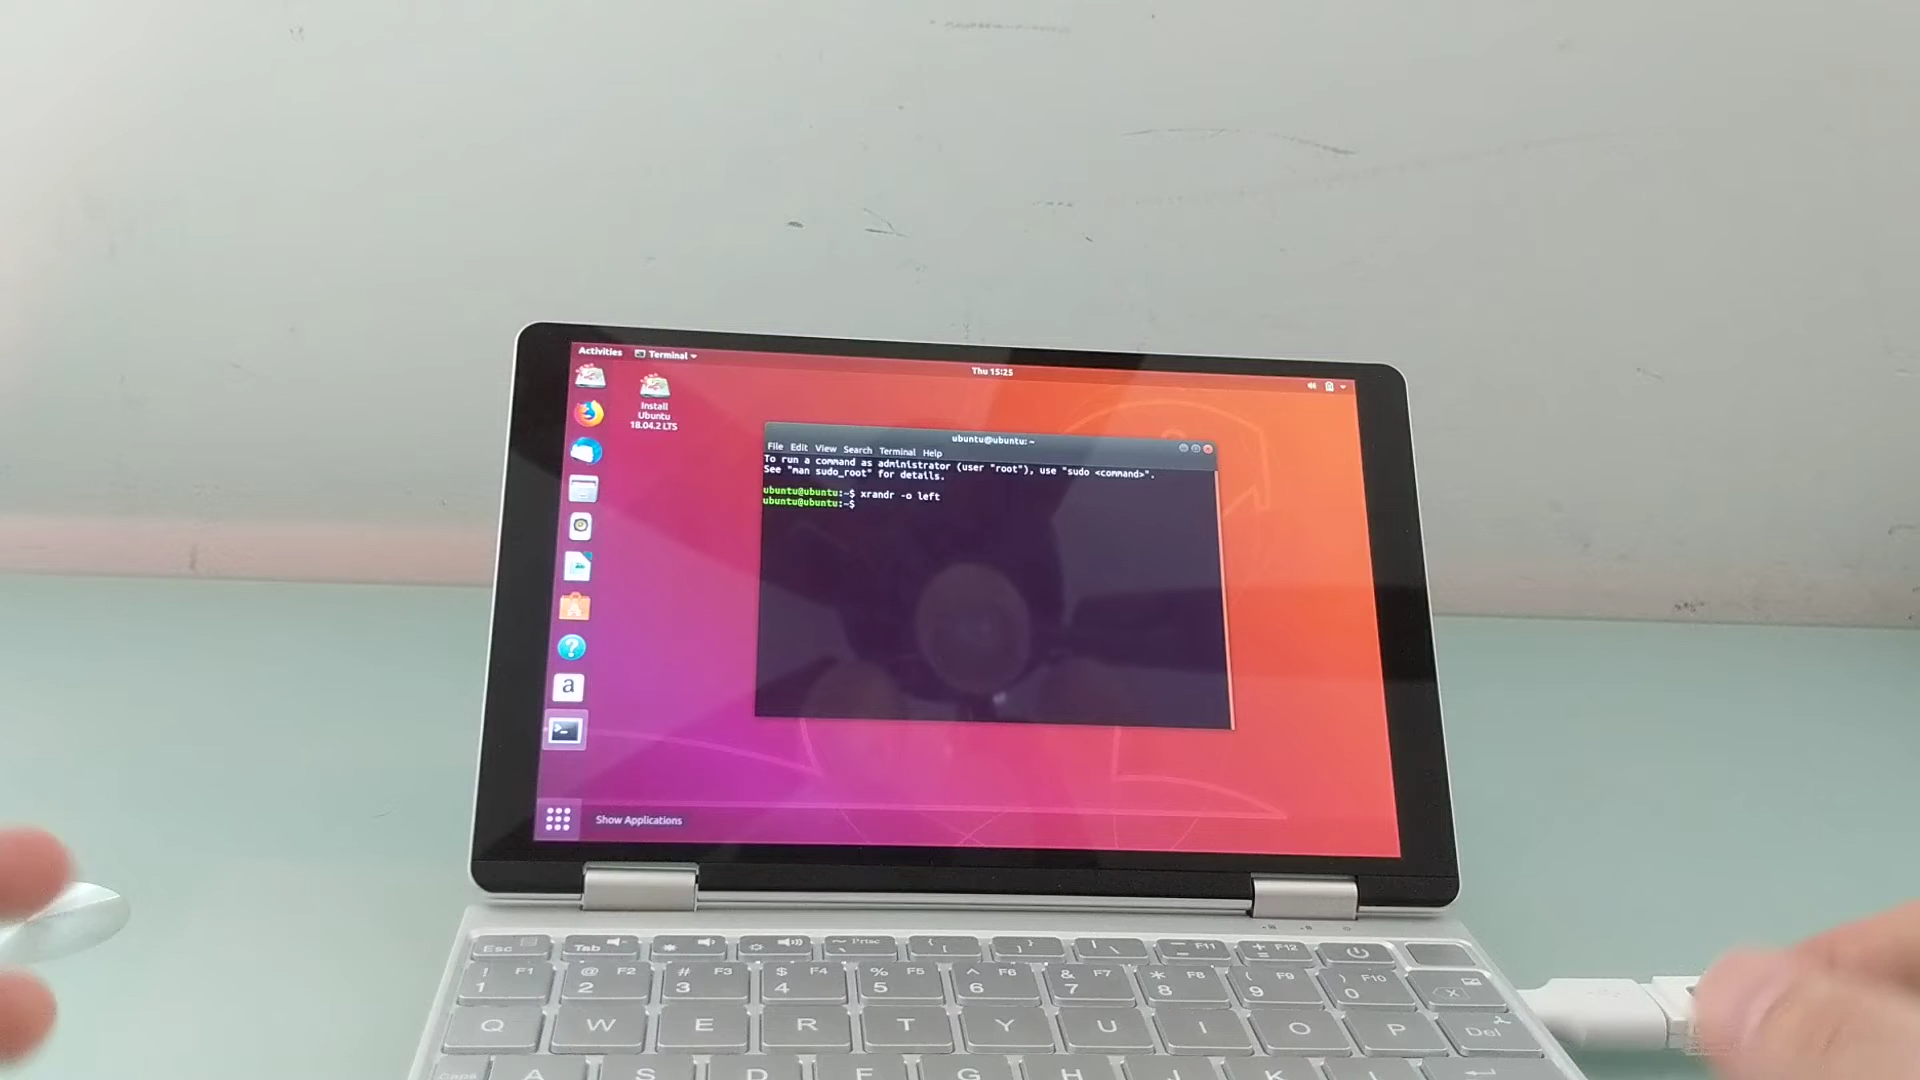 Activities Terminal
Thu 15:25
Install
Ubuntu
18.04.2 LTS
ubuntu@ubuntu: ~
File Edit View Search Terminal Help
To run a command as administrator (user "root"), use "sudo <command>".
See "man sudo_root" for details.
ubuntu@ubuntu:~$ xrandr -o left
ubuntu@ubuntu:~$
Show Applications
Esc Tab Prtsc ~ ` { [ } ] | \ _ - F11 + = F12
! 1 F1 @ 2 F2 # 3 F3 $ 4 F4 % 5 F5 ^ 6 F6 & 7 F7 * 8 F8 ( 9 F9 ) 0 F10
Q W E R T Y U I O P Del
Caps A S D F G H J K L